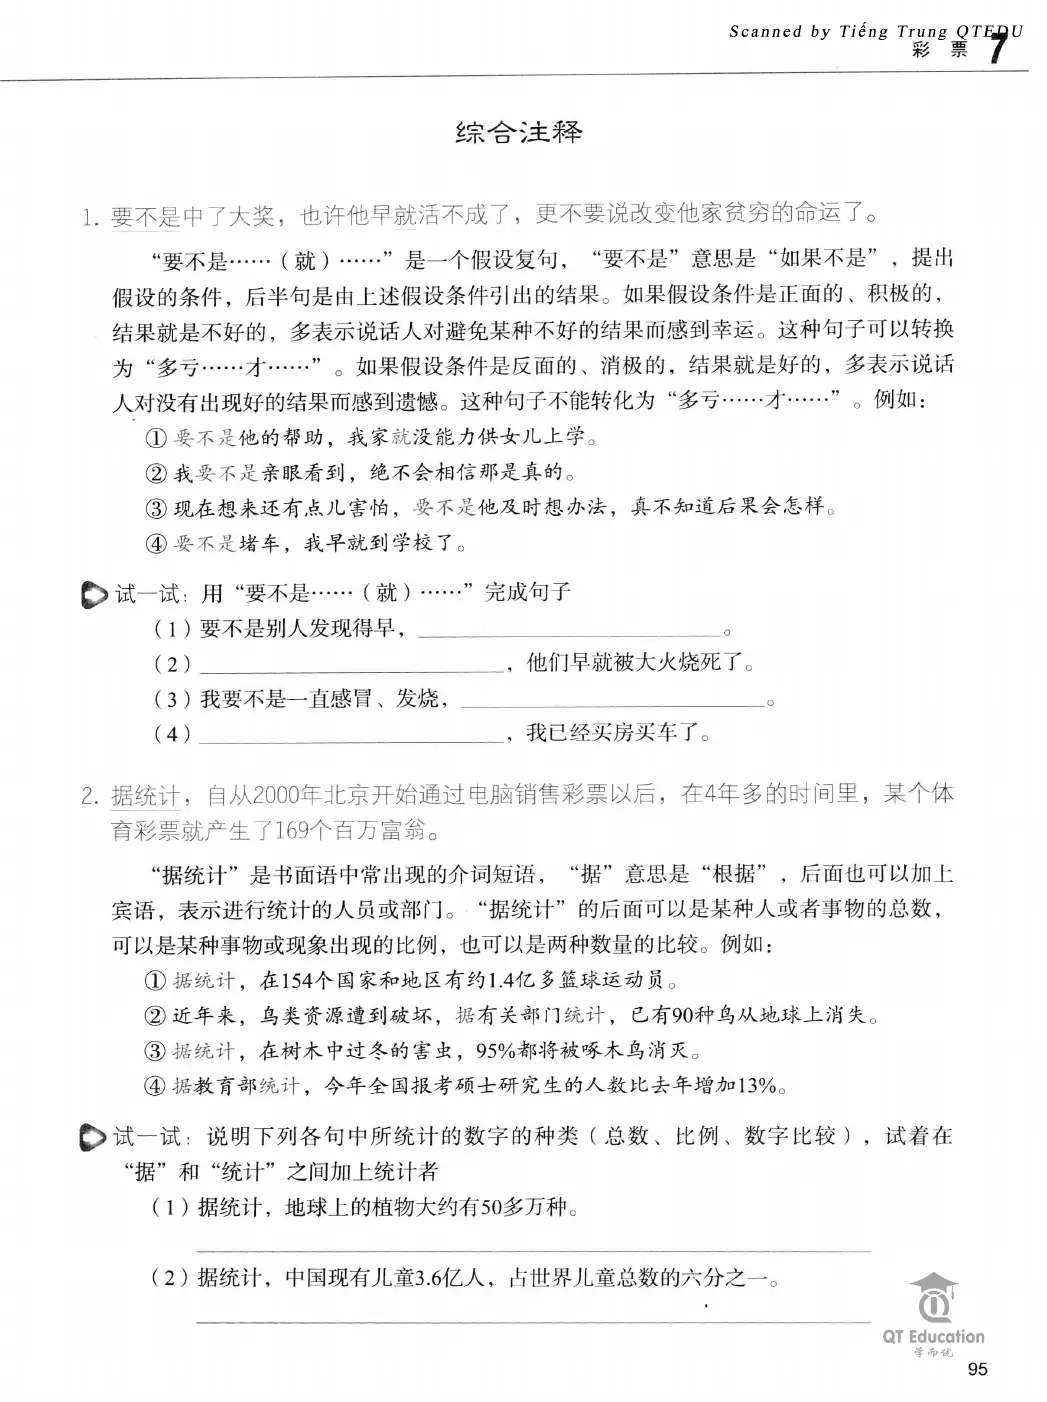 Scanned by Tiếng Trung QTEDU
彩 票 7
综合注释
1. 要不是中了大奖，也许他早就活不成了，更不要说改变他家贫穷的命运了。
“要不是……（就）……”是一个假设复句，“要不是”意思是“如果不是”，提出
假设的条件，后半句是由上述假设条件引出的结果。如果假设条件是正面的、积极的，
结果就是不好的，多表示说话人对避免某种不好的结果而感到幸运。这种句子可以转换
为“多亏……才……”。如果假设条件是反面的、消极的，结果就是好的，多表示说话
人对没有出现好的结果而感到遗憾。这种句子不能转化为“多亏……才……”。例如：
①要不是他的帮助，我家就没能力供女儿上学。
②我要不是亲眼看到，绝不会相信那是真的。
③现在想来还有点儿害怕，要不是他及时想办法，真不知道后果会怎样。
④要不是堵车，我早就到学校了。
试一试：用“要不是……（就）……”完成句子
（1）要不是别人发现得早，____________________。
（2）____________________，他们早就被大火烧死了。
（3）我要不是一直感冒、发烧，____________________。
（4）____________________，我已经买房买车了。
2. 据统计，自从2000年北京开始通过电脑销售彩票以后，在4年多的时间里，某个体
育彩票就产生了169个百万富翁。
“据统计”是书面语中常出现的介词短语，“据”意思是“根据”，后面也可以加上
宾语，表示进行统计的人员或部门。“据统计”的后面可以是某种人或者事物的总数，
可以是某种事物或现象出现的比例，也可以是两种数量的比较。例如：
①据统计，在154个国家和地区有约1.4亿多篮球运动员。
②近年来，鸟类资源遭到破坏，据有关部门统计，已有90种鸟从地球上消失。
③据统计，在树木中过冬的害虫，95%都将被啄木鸟消灭。
④据教育部统计，今年全国报考硕士研究生的人数比去年增加13%。
试一试：说明下列各句中所统计的数字的种类（总数、比例、数字比较），试着在
“据”和“统计”之间加上统计者
（1）据统计，地球上的植物大约有50多万种。
（2）据统计，中国现有儿童3.6亿人，占世界儿童总数的六分之一。
QT Education
学而优
95